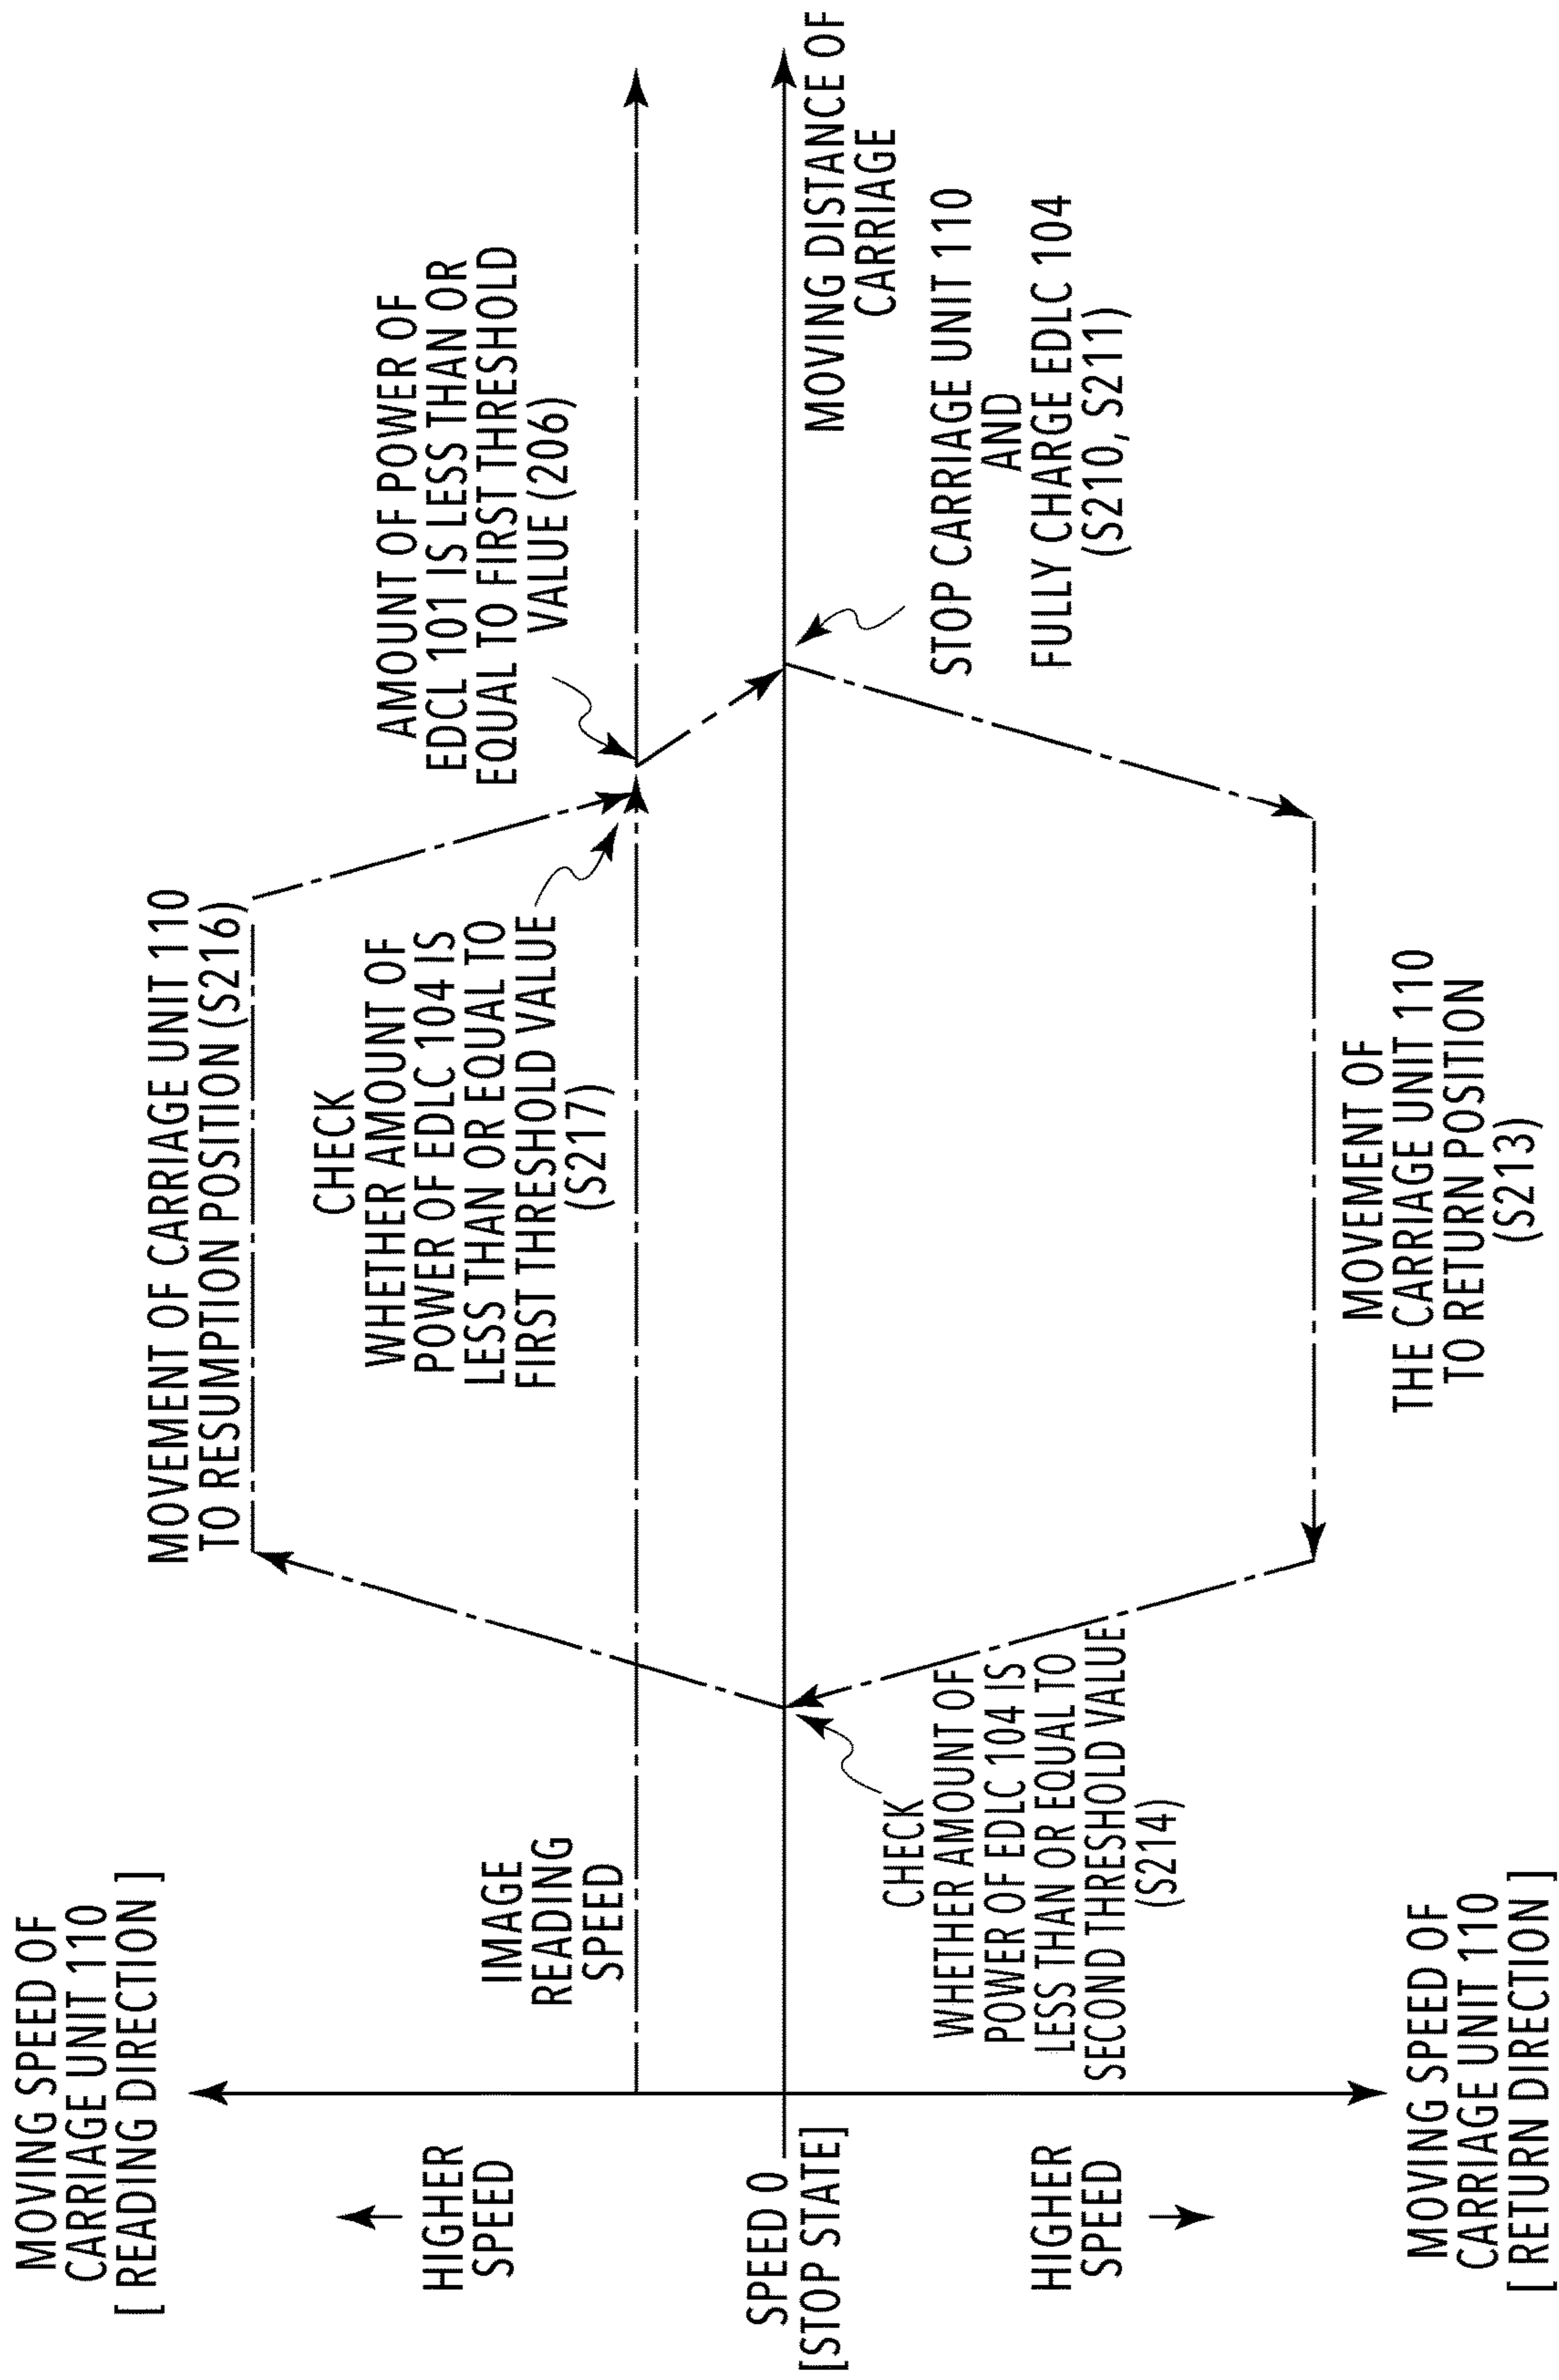 MOVING SPEED OF
CARRIAGE UNIT 110
[ READING DIRECTION ]
HIGHER
SPEED
SPEED 0
[STOP STATE]
HIGHER
SPEED
MOVING SPEED OF
CARRIAGE UNIT 110
[ RETURN DIRECTION ]
IMAGE
READING
SPEED
MOVEMENT OF CARRIAGE UNIT 110
TO RESUMPTION POSITION (S216)
CHECK
WHETHER AMOUNT OF
POWER OF EDLC 104 IS
LESS THAN OR EQUAL TO
FIRST THRESHOLD VALUE
(S217)
AMOUNT OF POWER OF
EDCL 101 IS LESS THAN OR
EQUAL TO FIRST THRESHOLD
VALUE (206)
MOVING DISTANCE OF
CARRIAGE
STOP CARRIAGE UNIT 110
AND
FULLY CHARGE EDLC 104
(S210, S211)
CHECK
WHETHER AMOUNT OF
POWER OF EDLC 104 IS
LESS THAN OR EQUAL TO
SECOND THRESHOLD VALUE
(S214)
MOVEMENT OF
THE CARRIAGE UNIT 110
TO RETURN POSITION
(S213)